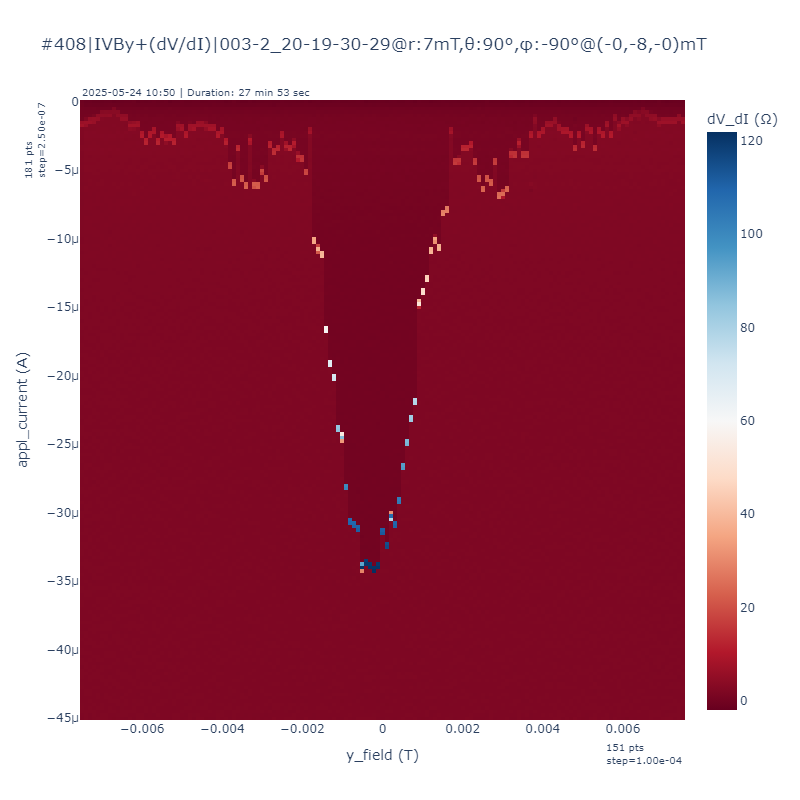 #408|IVBy+(dV/dI)|003-2_20-19-30-29@r:7mT,θ:90°,φ:-90°@(-0,-8,-0)mT
2025-05-24 10:50 | Duration: 27 min 53 sec
dV_dI (Ω)
181 pts
step=2.50e-07
appl_current (A)
0
−5μ
−10μ
−15μ
−20μ
−25μ
−30μ
−35μ
−40μ
−45μ
120
100
80
60
40
20
0
−0.006
−0.004
−0.002
0
0.002
0.004
0.006
y_field (T)
151 pts
step=1.00e-04